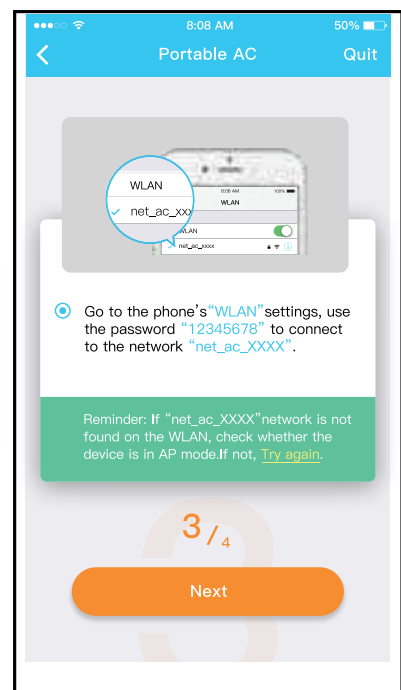 8:08 AM
50%
Portable AC
Quit
WLAN
net_ac_xxx
8:08 AM
100%
WLAN
WLAN
net_ac_xxxx
Go to the phone's“WLAN”settings, use
the password “12345678” to connect
to the network “net_ac_XXXX”.
Reminder: If “net_ac_XXXX”network is not
found on the WLAN, check whether the
device is in AP mode.If not, Try again.
3/4
Next
3